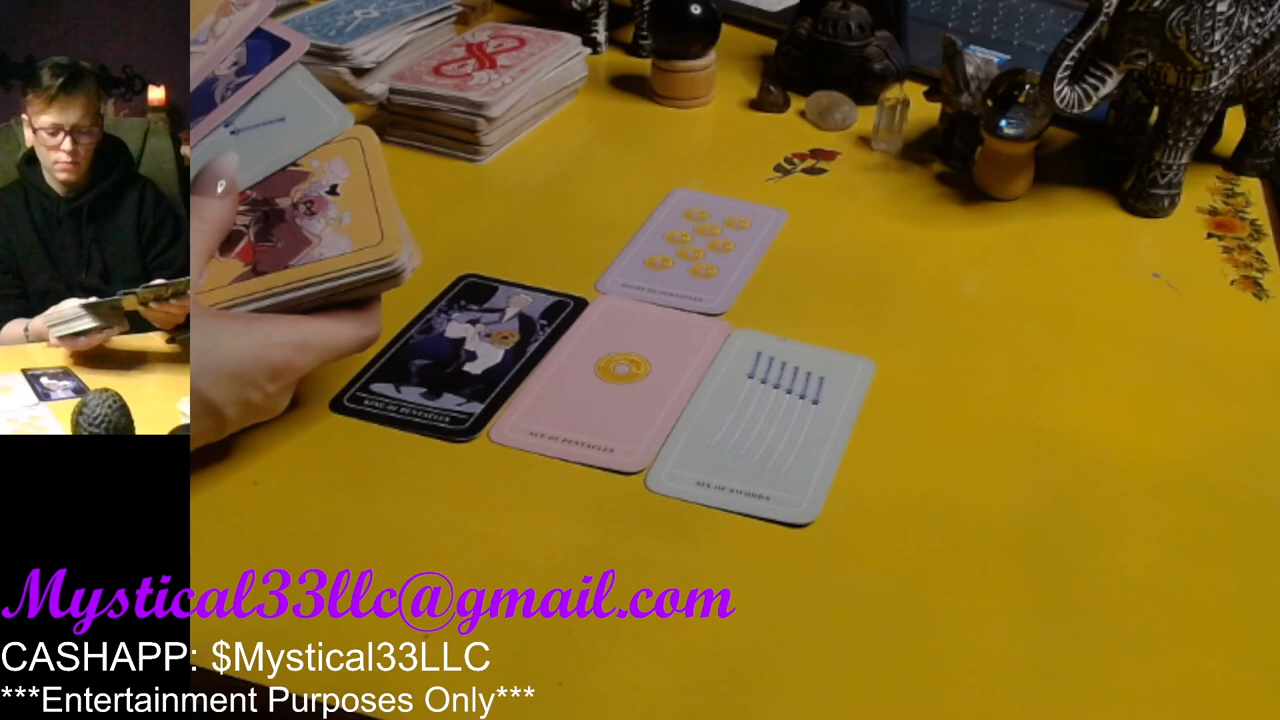 KING OF PENTACLES
ACE OF PENTACLES
SIX OF SWORDS
Mystical33llc@gmail.com
CASHAPP: $Mystical33LLC
***Entertainment Purposes Only***